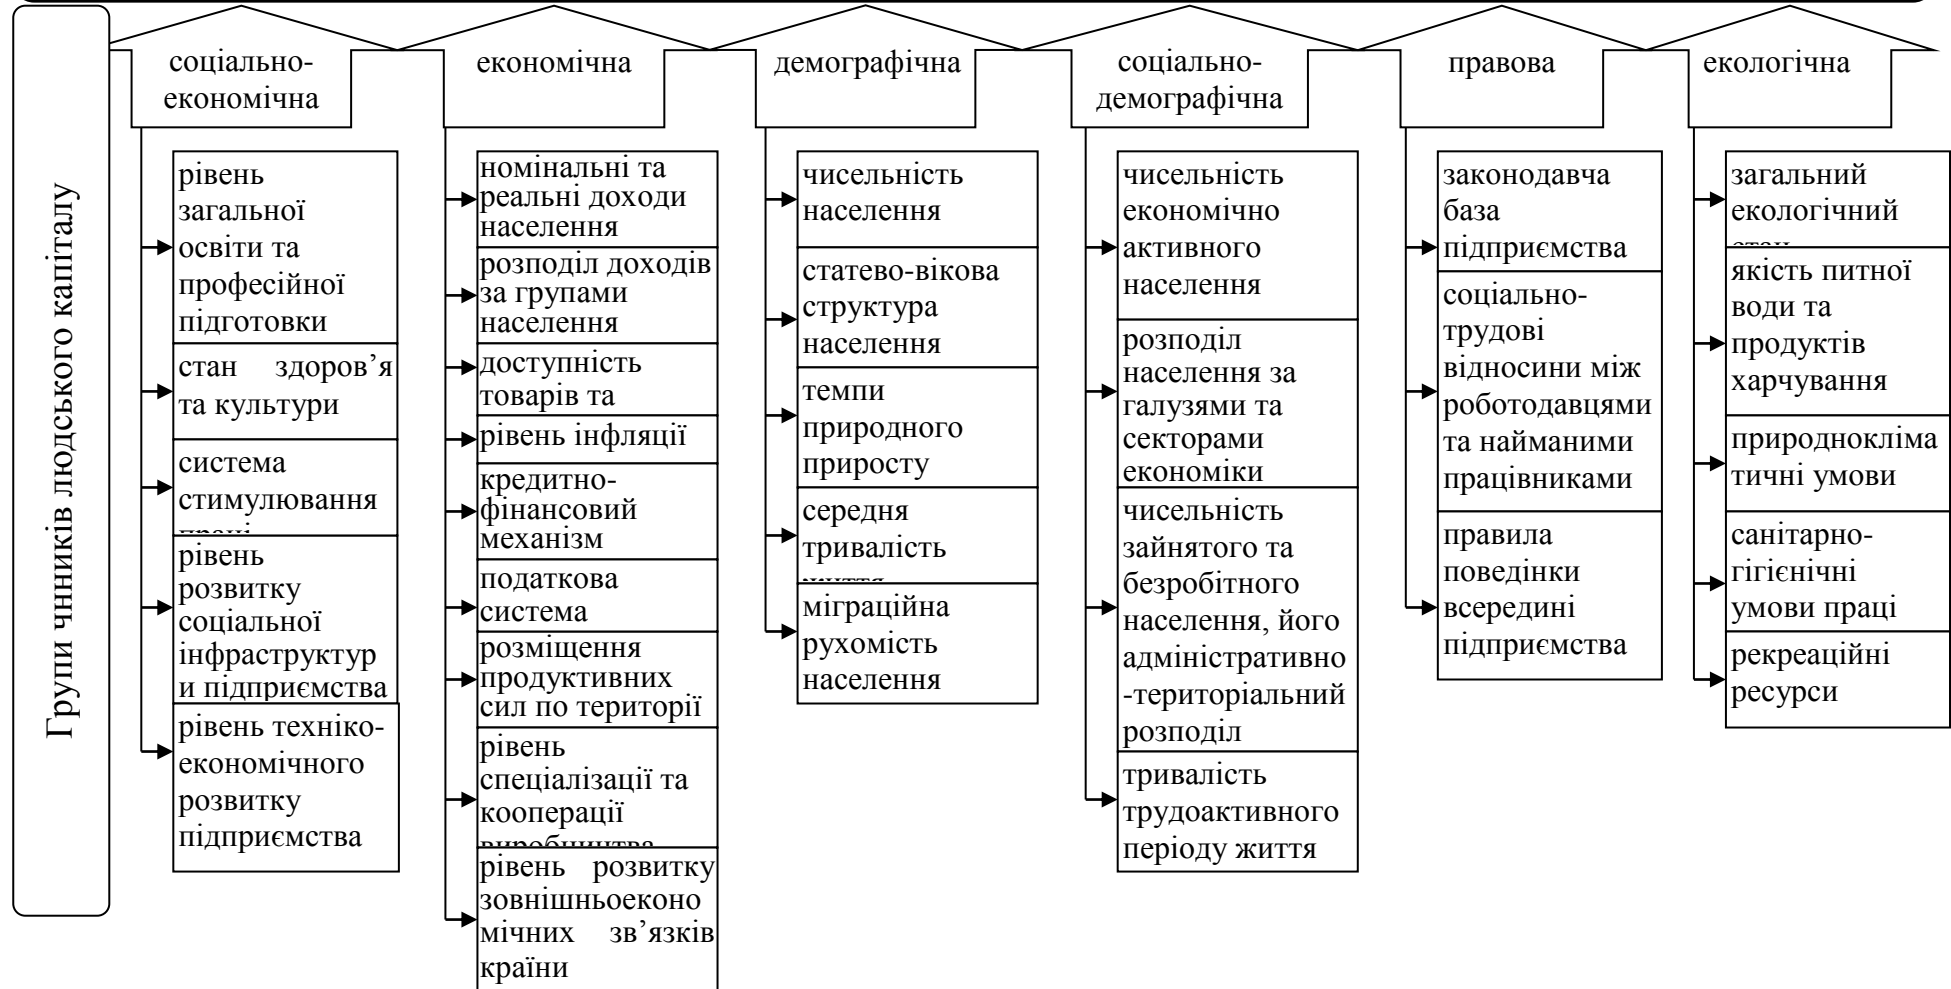 Групи чнників людського капіталу
соціально-
економічна
рівень
загальної
освіти та
професійної
підготовки
стан здоров’я
та культури
система
стимулювання
рівень
розвитку
соціальної
інфраструктур
и підприємства
рівень техніко-
економічного
розвитку
підприємства
економічна
номінальні та
реальні доходи
населення
розподіл доходів
за групами
населення
доступність
товарів та
рівень інфляції
кредитно-
фінансовий
механізм
податкова
система
розміщення
продуктивних
сил по території
рівень
спеціалізації та
кооперації
виробництва
рівень розвитку
зовнішньоеконо
мічних зв’язків
країни
демографічна
чисельність
населення
статево-вікова
структура
населення
темпи
природного
приросту
середня
тривалість
міграційна
рухомість
населення
соціально-
демографічна
чисельність
економічно
активного
населення
розподіл
населення за
галузями та
секторами
економіки
чисельність
зайнятого та
безробітного
населення, його
адміністративно
-територіальний
розподіл
тривалість
трудоактивного
періоду життя
правова
законодавча
база
підприємства
соціально-
трудові
відносини між
роботодавцями
та найманими
працівниками
правила
поведінки
всередині
підприємства
екологічна
загальний
екологічний
якість питної
води та
продуктів
харчування
природнокліма
тичні умови
санітарно-
гігієнічні
умови праці
рекреаційні
ресурси